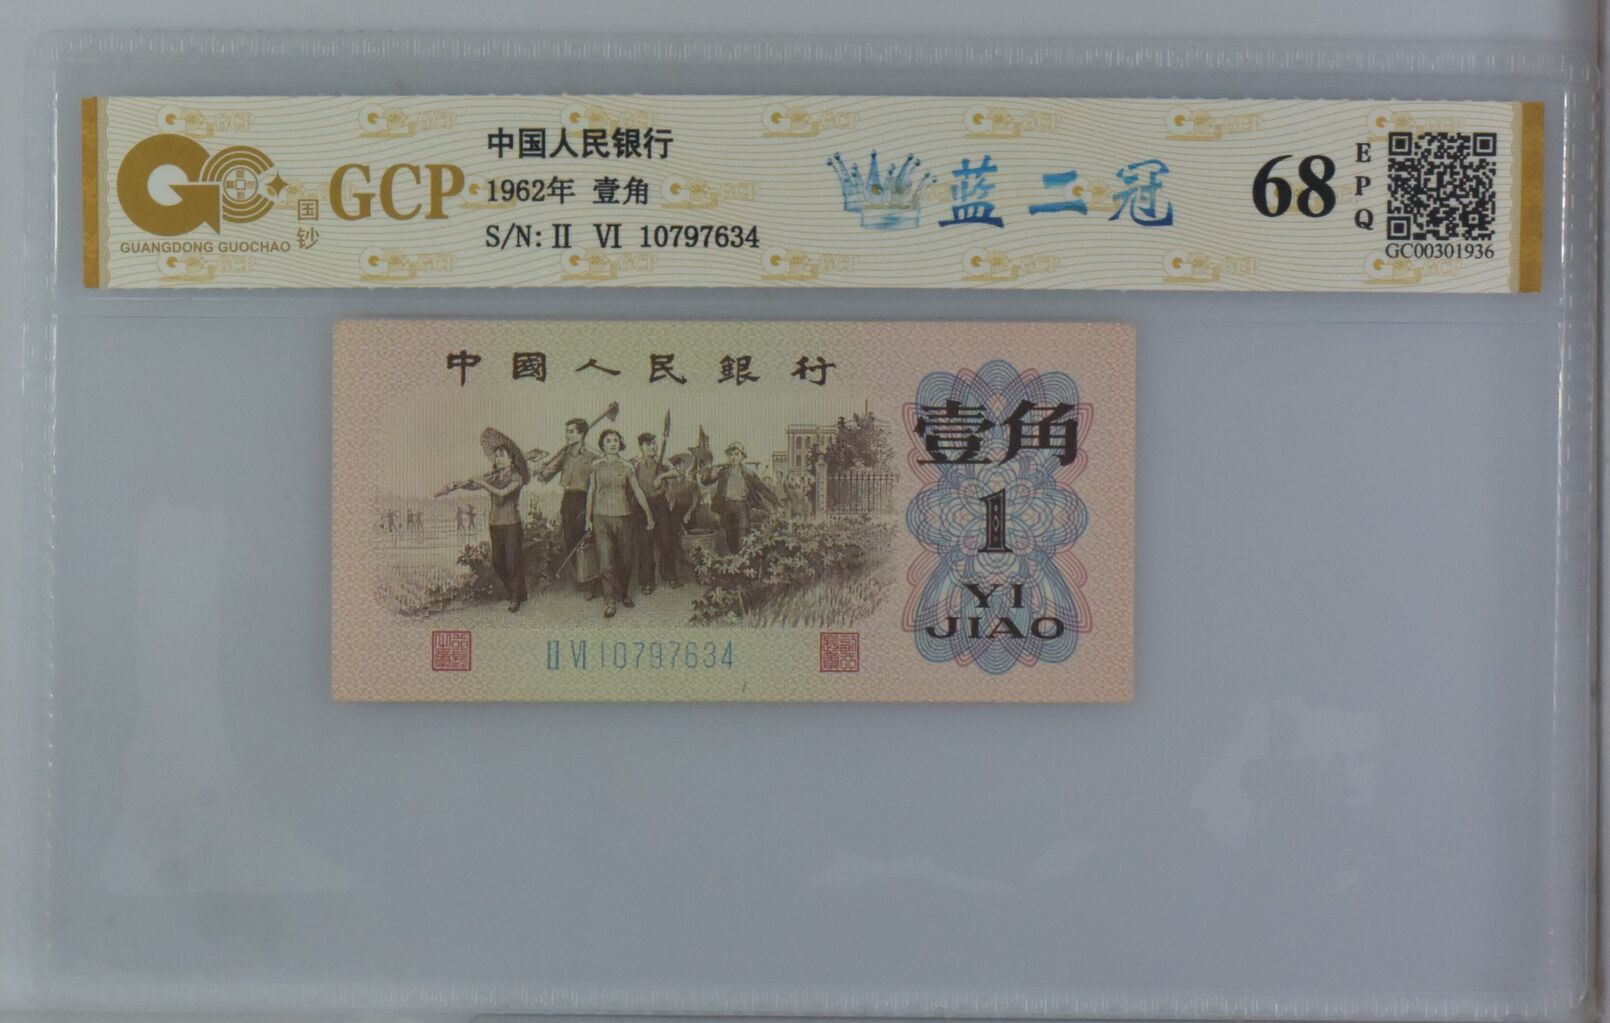 GUANGDONG GUOCHAO
国钞
GCP
中国人民银行
1962年 壹角
S/N: II VI 10797634
蓝二冠
68
EPQ
GC00301936
中國人民銀行
壹角
1
YI
JIAO
II VI 10797634